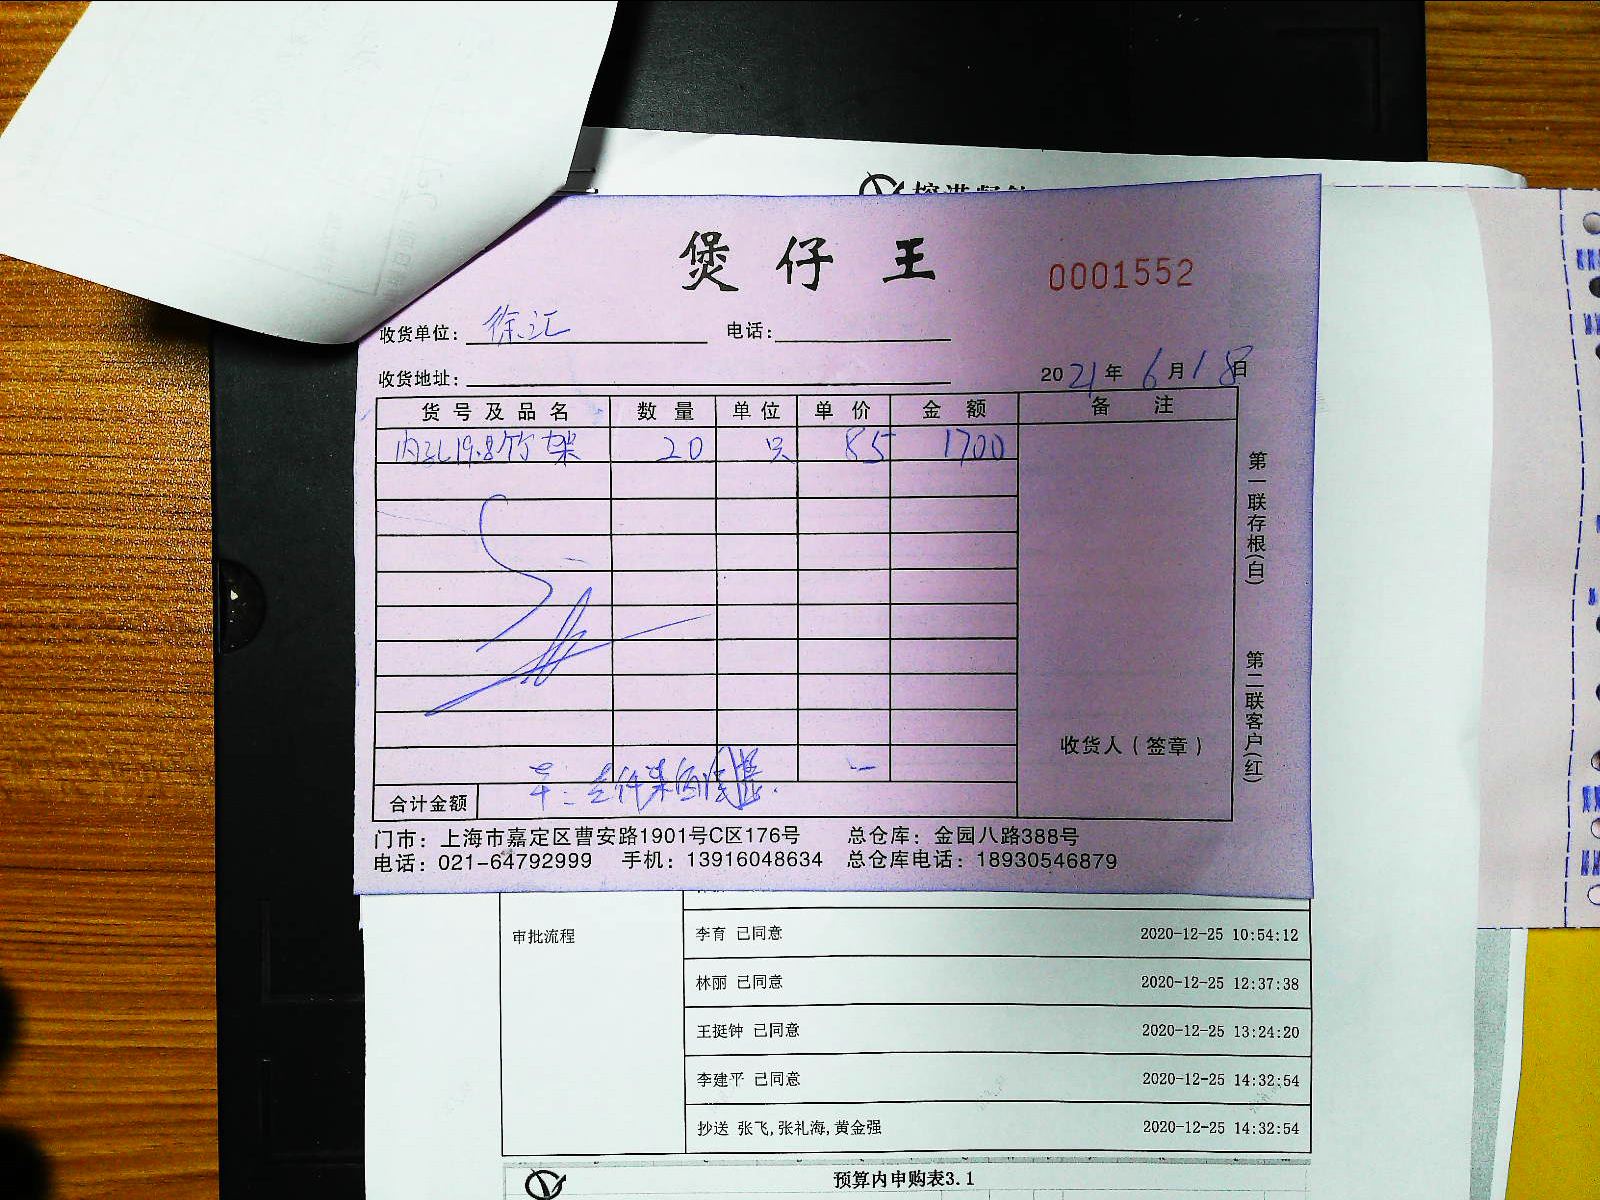 煲仔王
0001552
收货单位： 徐汇 电话：
收货地址： 2021年6月18日
货号及品名 数量 单位 单价 金额 备注
内孔19.8竹架 20 只 85 1700
第一联存根(白)
第二联客户(红)
收货人（签章）
合计金额
门市：上海市嘉定区曹安路1901号C区176号 总仓库：金园八路388号
电话：021-64792999 手机：13916048634 总仓库电话：18930546879
审批流程
李育 已同意 2020-12-25 10:54:12
林丽 已同意 2020-12-25 12:37:38
王挺钟 已同意 2020-12-25 13:24:20
李建平 已同意 2020-12-25 14:32:54
抄送 张飞,张礼海,黄金强 2020-12-25 14:32:54
预算内申购表3.1